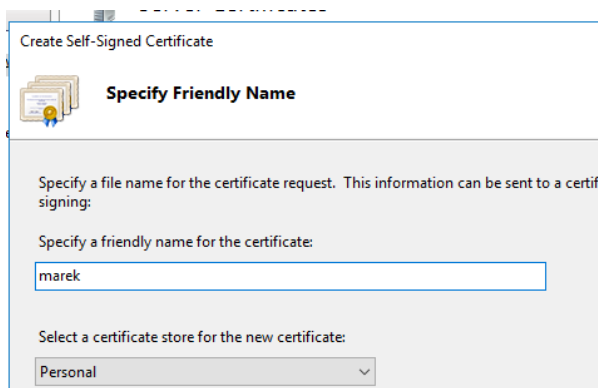 Create Self-Signed Certificate
Specify Friendly Name
Specify a file name for the certificate request.  This information can be sent to a certif
signing:
Specify a friendly name for the certificate:
marek
Select a certificate store for the new certificate:
Personal